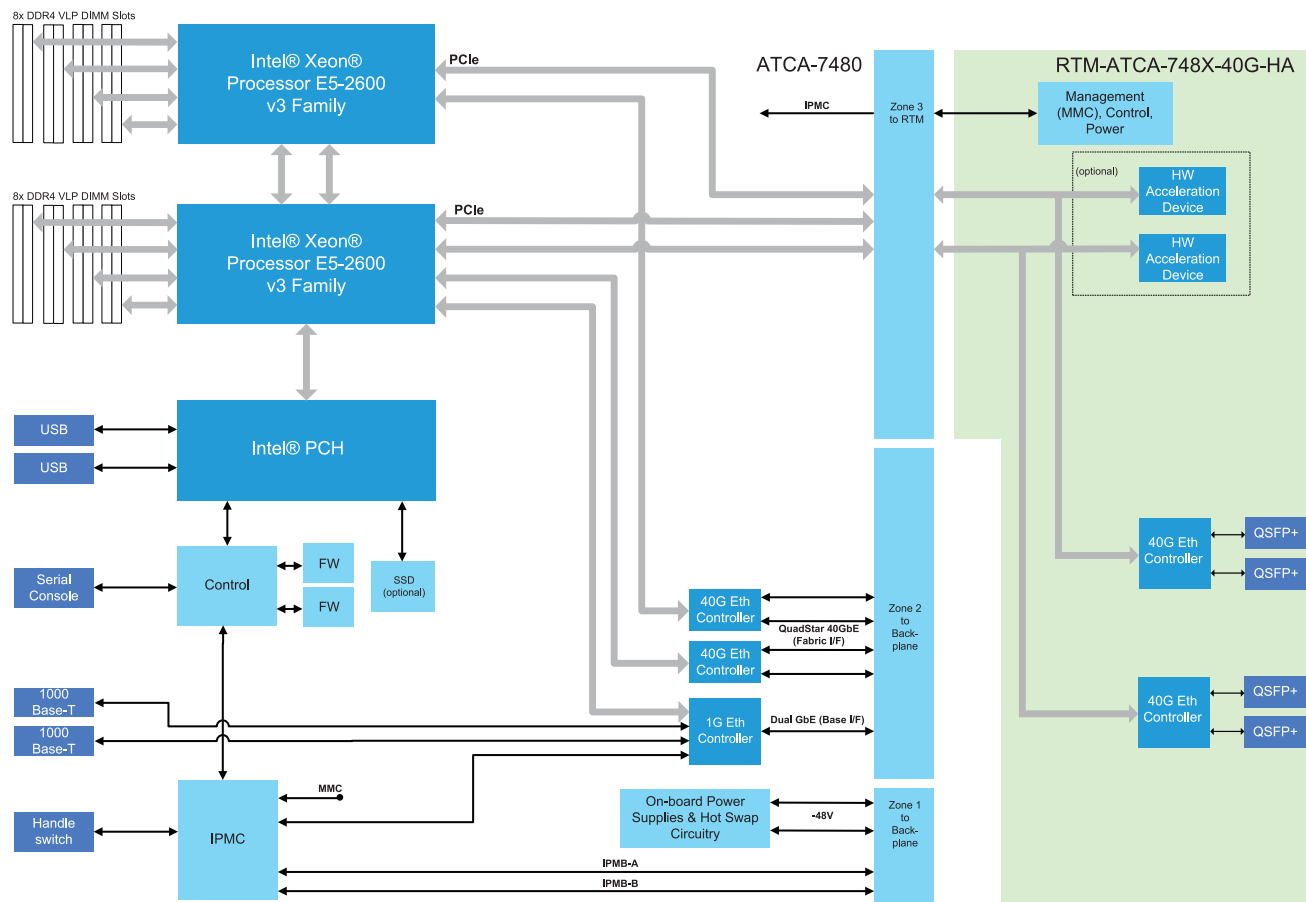 8x DDR4 VLP DIMM Slots
Intel® Xeon®
Processor E5-2600
v3 Family
PCIe
ATCA-7480
RTM-ATCA-748X-40G-HA
IPMC
Zone 3
to RTM
Management
(MMC), Control,
Power
(optional)
HW
Acceleration
Device
HW
Acceleration
Device
8x DDR4 VLP DIMM Slots
Intel® Xeon®
Processor E5-2600
v3 Family
PCIe
USB
USB
Intel® PCH
Serial
Console
Control
FW
FW
SSD
(optional)
40G Eth
Controller
40G Eth
Controller
QuadStar 40GbE
(Fabric I/F)
Zone 2
to
Back-
plane
40G Eth
Controller
QSFP+
QSFP+
1000
Base-T
1000
Base-T
1G Eth
Controller
Dual GbE (Base I/F)
40G Eth
Controller
QSFP+
QSFP+
MMC
Handle
switch
IPMC
On-board Power
Supplies & Hot Swap
Circuitry
-48V
Zone 1
to
Back-
plane
IPMB-A
IPMB-B